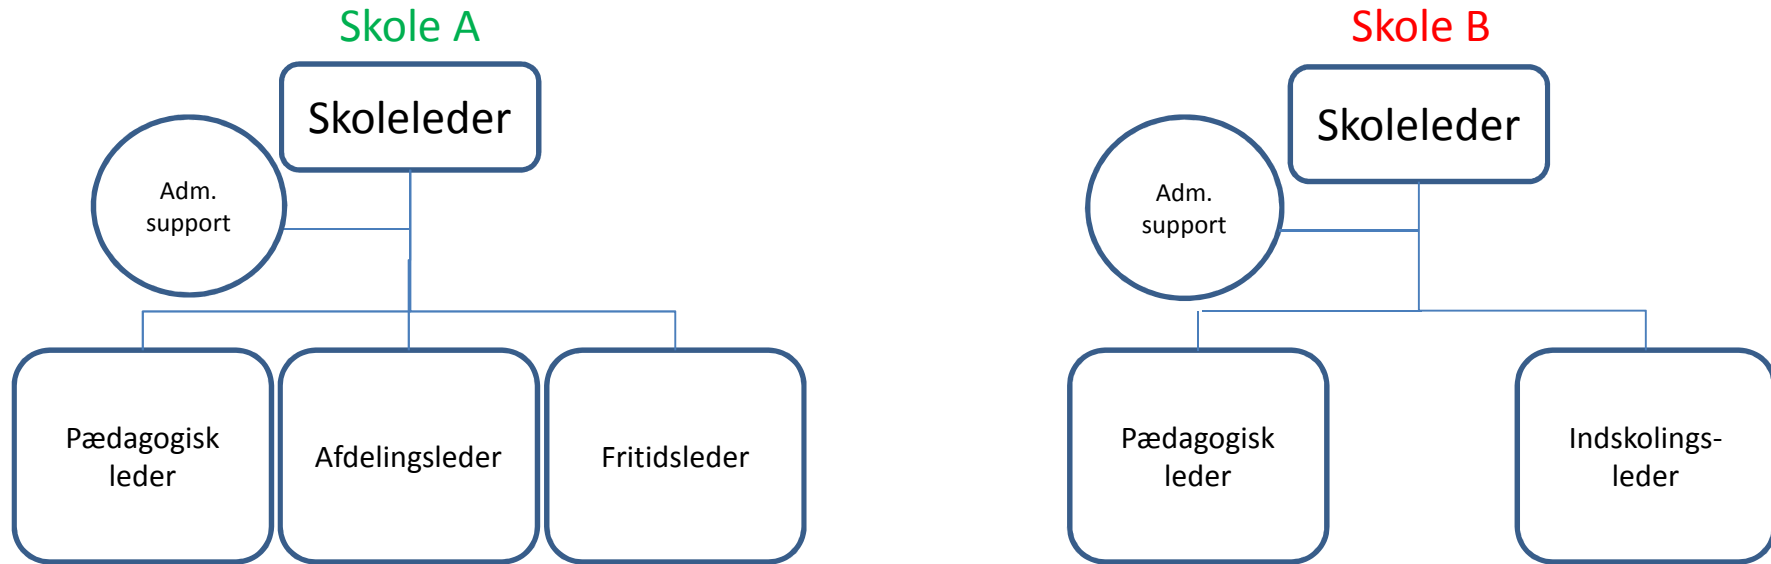 Skole A
Skoleleder
Adm.
support
Pædagogisk
leder
Afdelingsleder
Fritidsleder
Skole B
Skoleleder
Adm.
support
Pædagogisk
leder
Indskolings-
leder